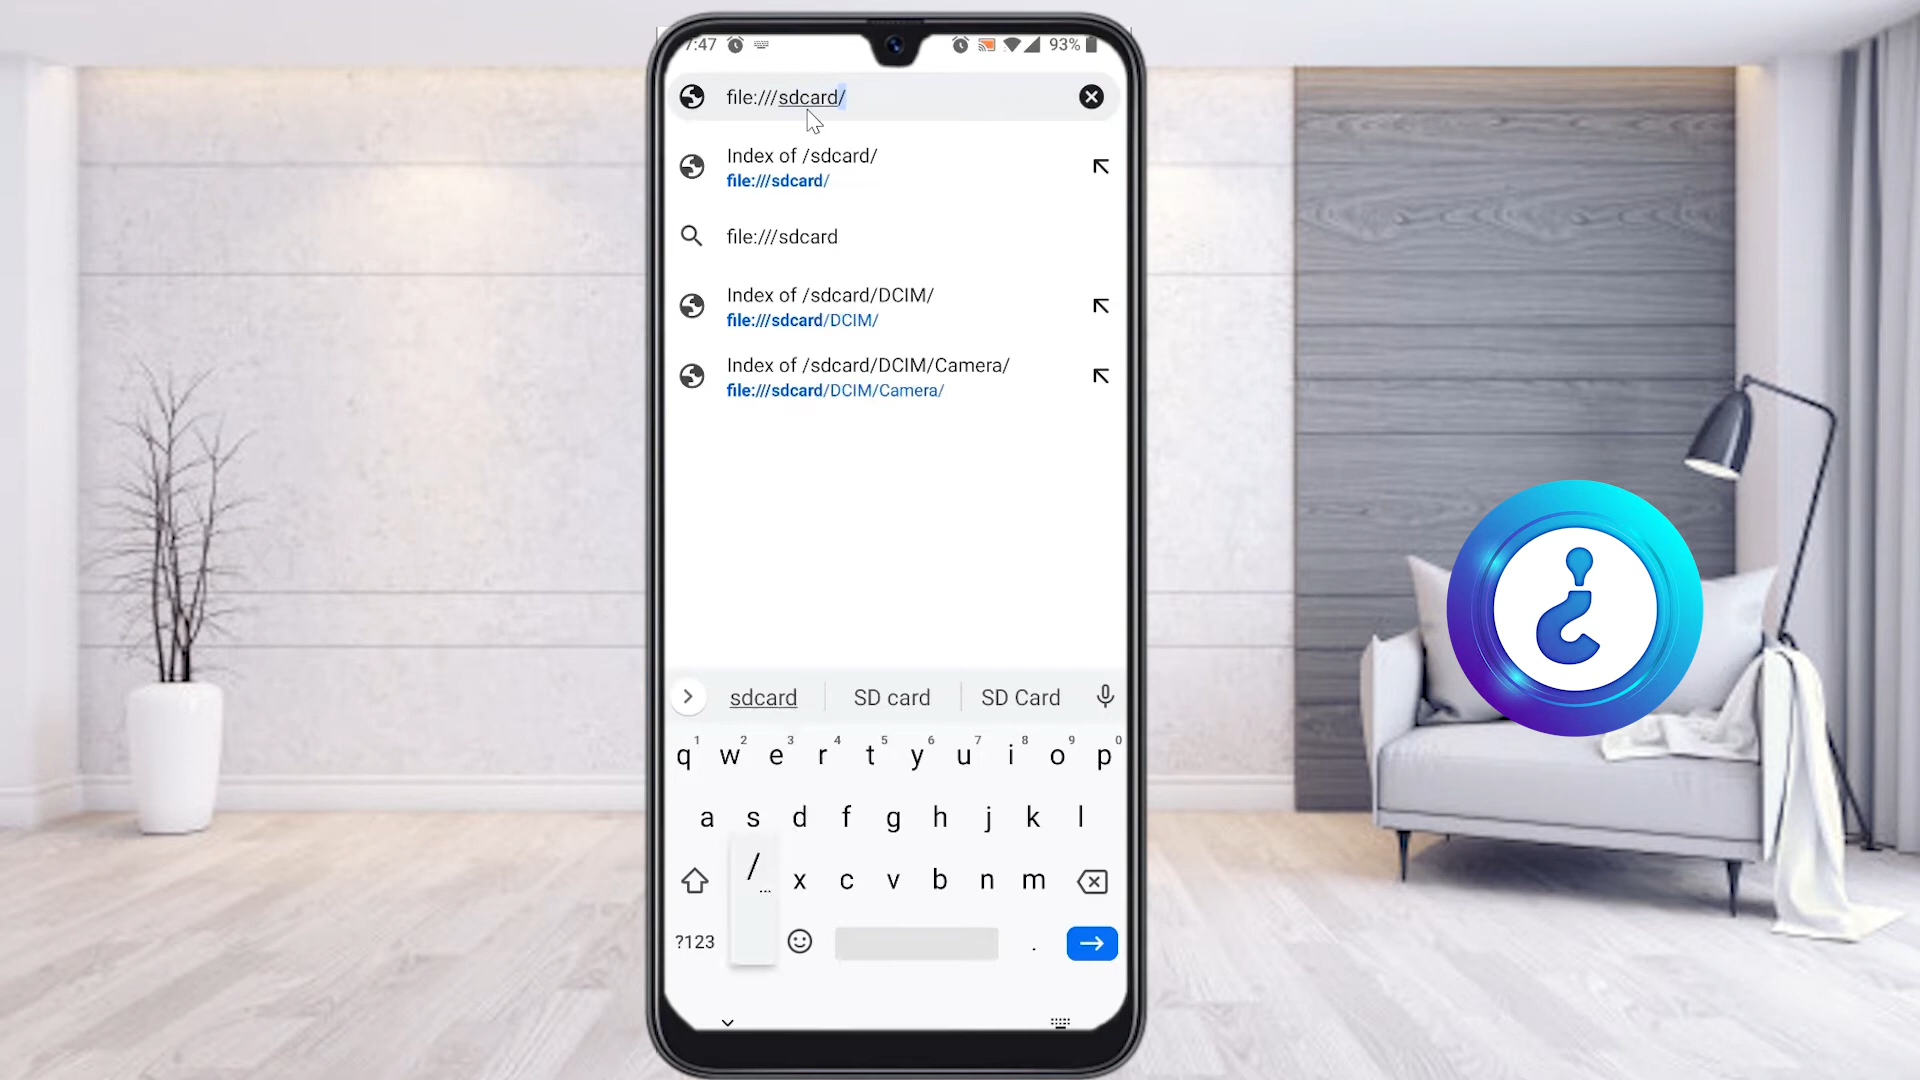 7:47 93%
file:///sdcard/
Index of /sdcard/
file:///sdcard/
file:///sdcard
Index of /sdcard/DCIM/
file:///sdcard/DCIM/
Index of /sdcard/DCIM/Camera/
file:///sdcard/DCIM/Camera/
sdcard SD card SD Card
1 2 3 4 5 6 7 8 9 0
q w e r t y u i o p
a s d f g h j k l
/ ... x c v b n m
?123 .
¿